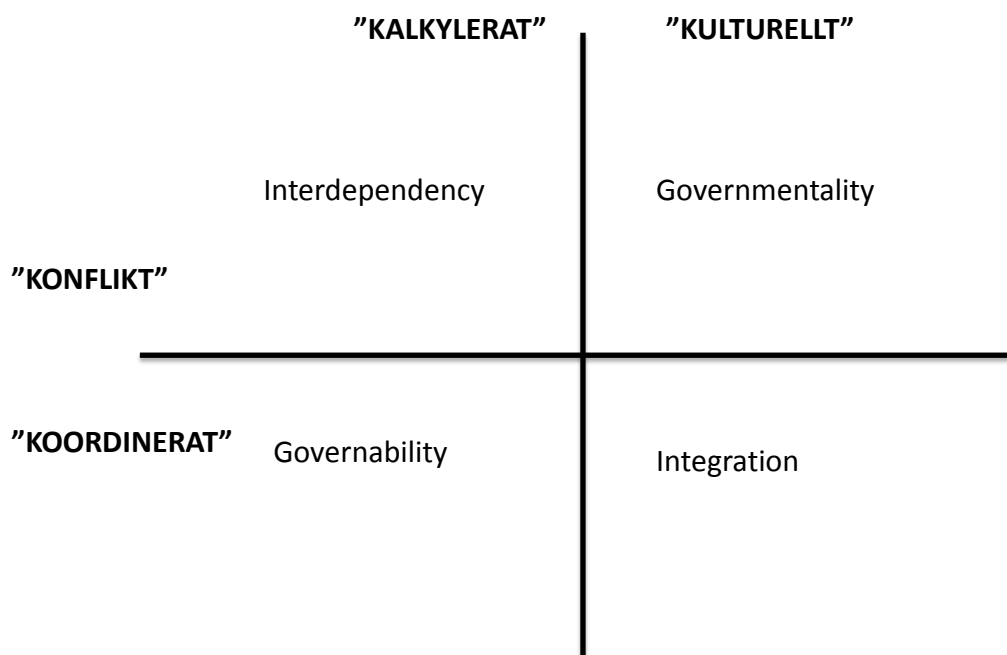 ”KALKYLERAT” ”KULTURELLT”
Interdependency Governmentality
”KONFLIKT”
”KOORDINERAT” Governability Integration